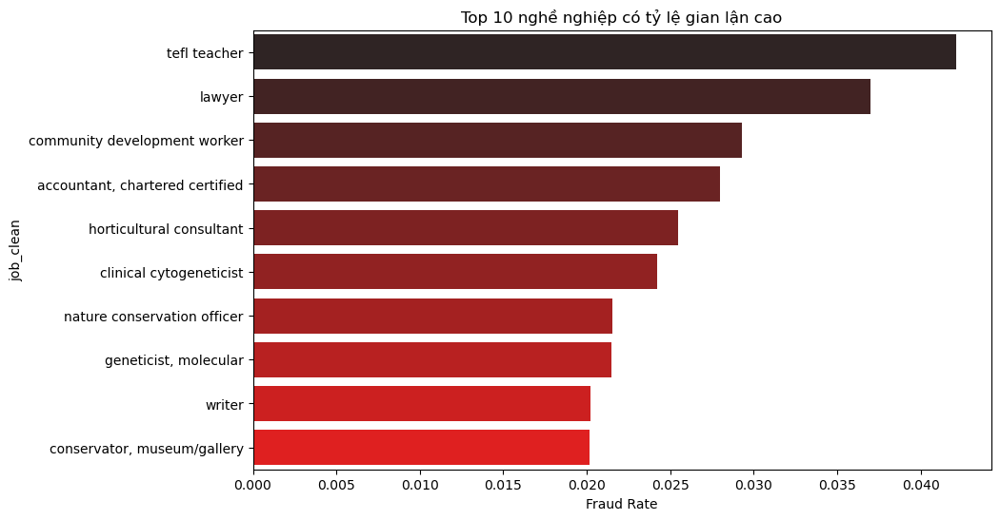 Top 10 nghề nghiệp có tỷ lệ gian lận cao
job_clean
tefl teacher
lawyer
community development worker
accountant, chartered certified
horticultural consultant
clinical cytogeneticist
nature conservation officer
geneticist, molecular
writer
conservator, museum/gallery
0.000 0.005 0.010 0.015 0.020 0.025 0.030 0.035 0.040
Fraud Rate